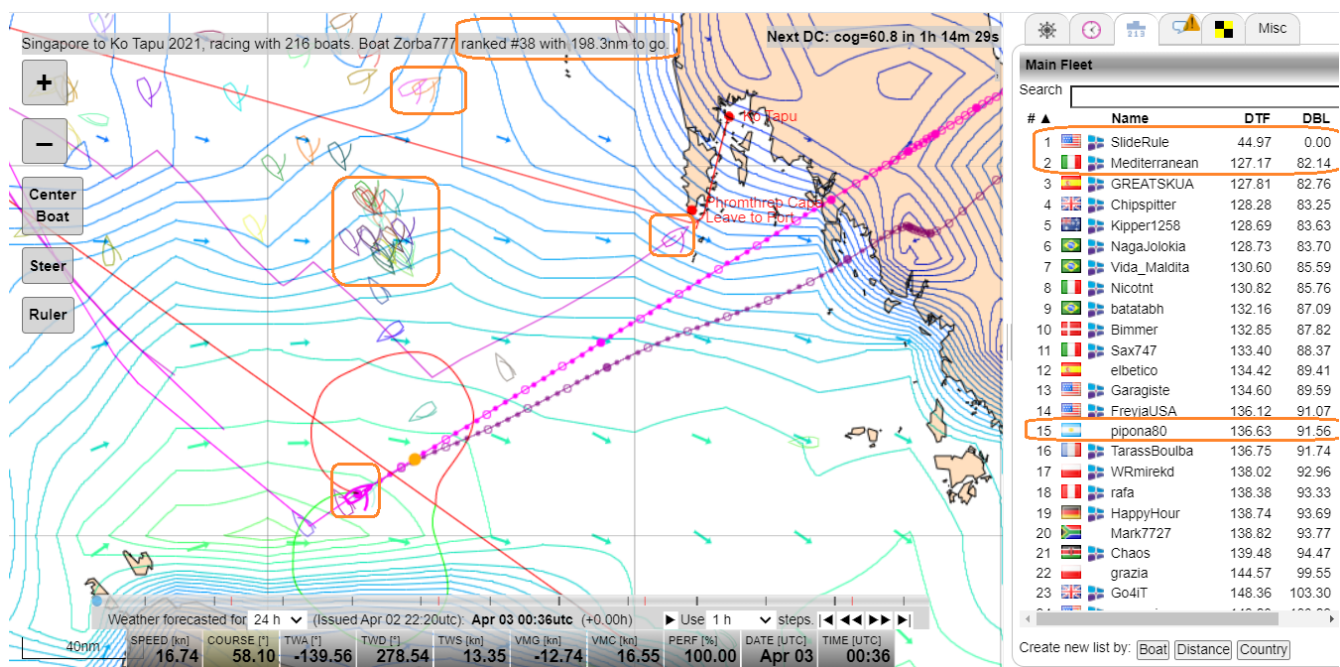 Singapore to Ko Tapu 2021, racing with 216 boats. Boat Zorba777 ranked #38 with 198.3nm to go.
Next DC: cog=60.8 in 1h 14m 29s
+
−
Center
Boat
Steer
Ruler
Ko Tapu
Phromthreb Cape
Leave to Port
40nm
Weather forecasted for 24 h (Issued Apr 02 22:20utc): Apr 03 00:36utc (+0.00h) Use 1 h steps.
SPEED [kn] COURSE [°] TWA [°] TWD [°] TWS [kn] VMG [kn] VMC [kn] PERF [%] DATE [UTC] TIME [UTC]
16.74 58.10 -139.56 278.54 13.35 -12.74 16.55 100.00 Apr 03 00:36
Misc
Main Fleet
Search
# ▲ Name DTF DBL
1 SlideRule 44.97 0.00
2 Mediterranean 127.17 82.14
3 GREATSKUA 127.81 82.76
4 Chipspitter 128.28 83.25
5 Kipper1258 128.69 83.63
6 NagaJolokia 128.73 83.70
7 Vida_Maldita 130.60 85.59
8 Nicotnt 130.82 85.76
9 batatabh 132.16 87.09
10 Bimmer 132.85 87.82
11 Sax747 133.40 88.37
12 elbetico 134.42 89.41
13 Garagiste 134.60 89.59
14 FreyjaUSA 136.12 91.07
15 pipona80 136.63 91.56
16 TarassBoulba 136.75 91.74
17 WRmirekd 138.02 92.96
18 rafa 138.38 93.33
19 HappyHour 138.74 93.69
20 Mark7727 138.82 93.77
21 Chaos 139.48 94.47
22 grazia 144.57 99.55
23 Go4iT 148.36 103.30
Create new list by: Boat Distance Country